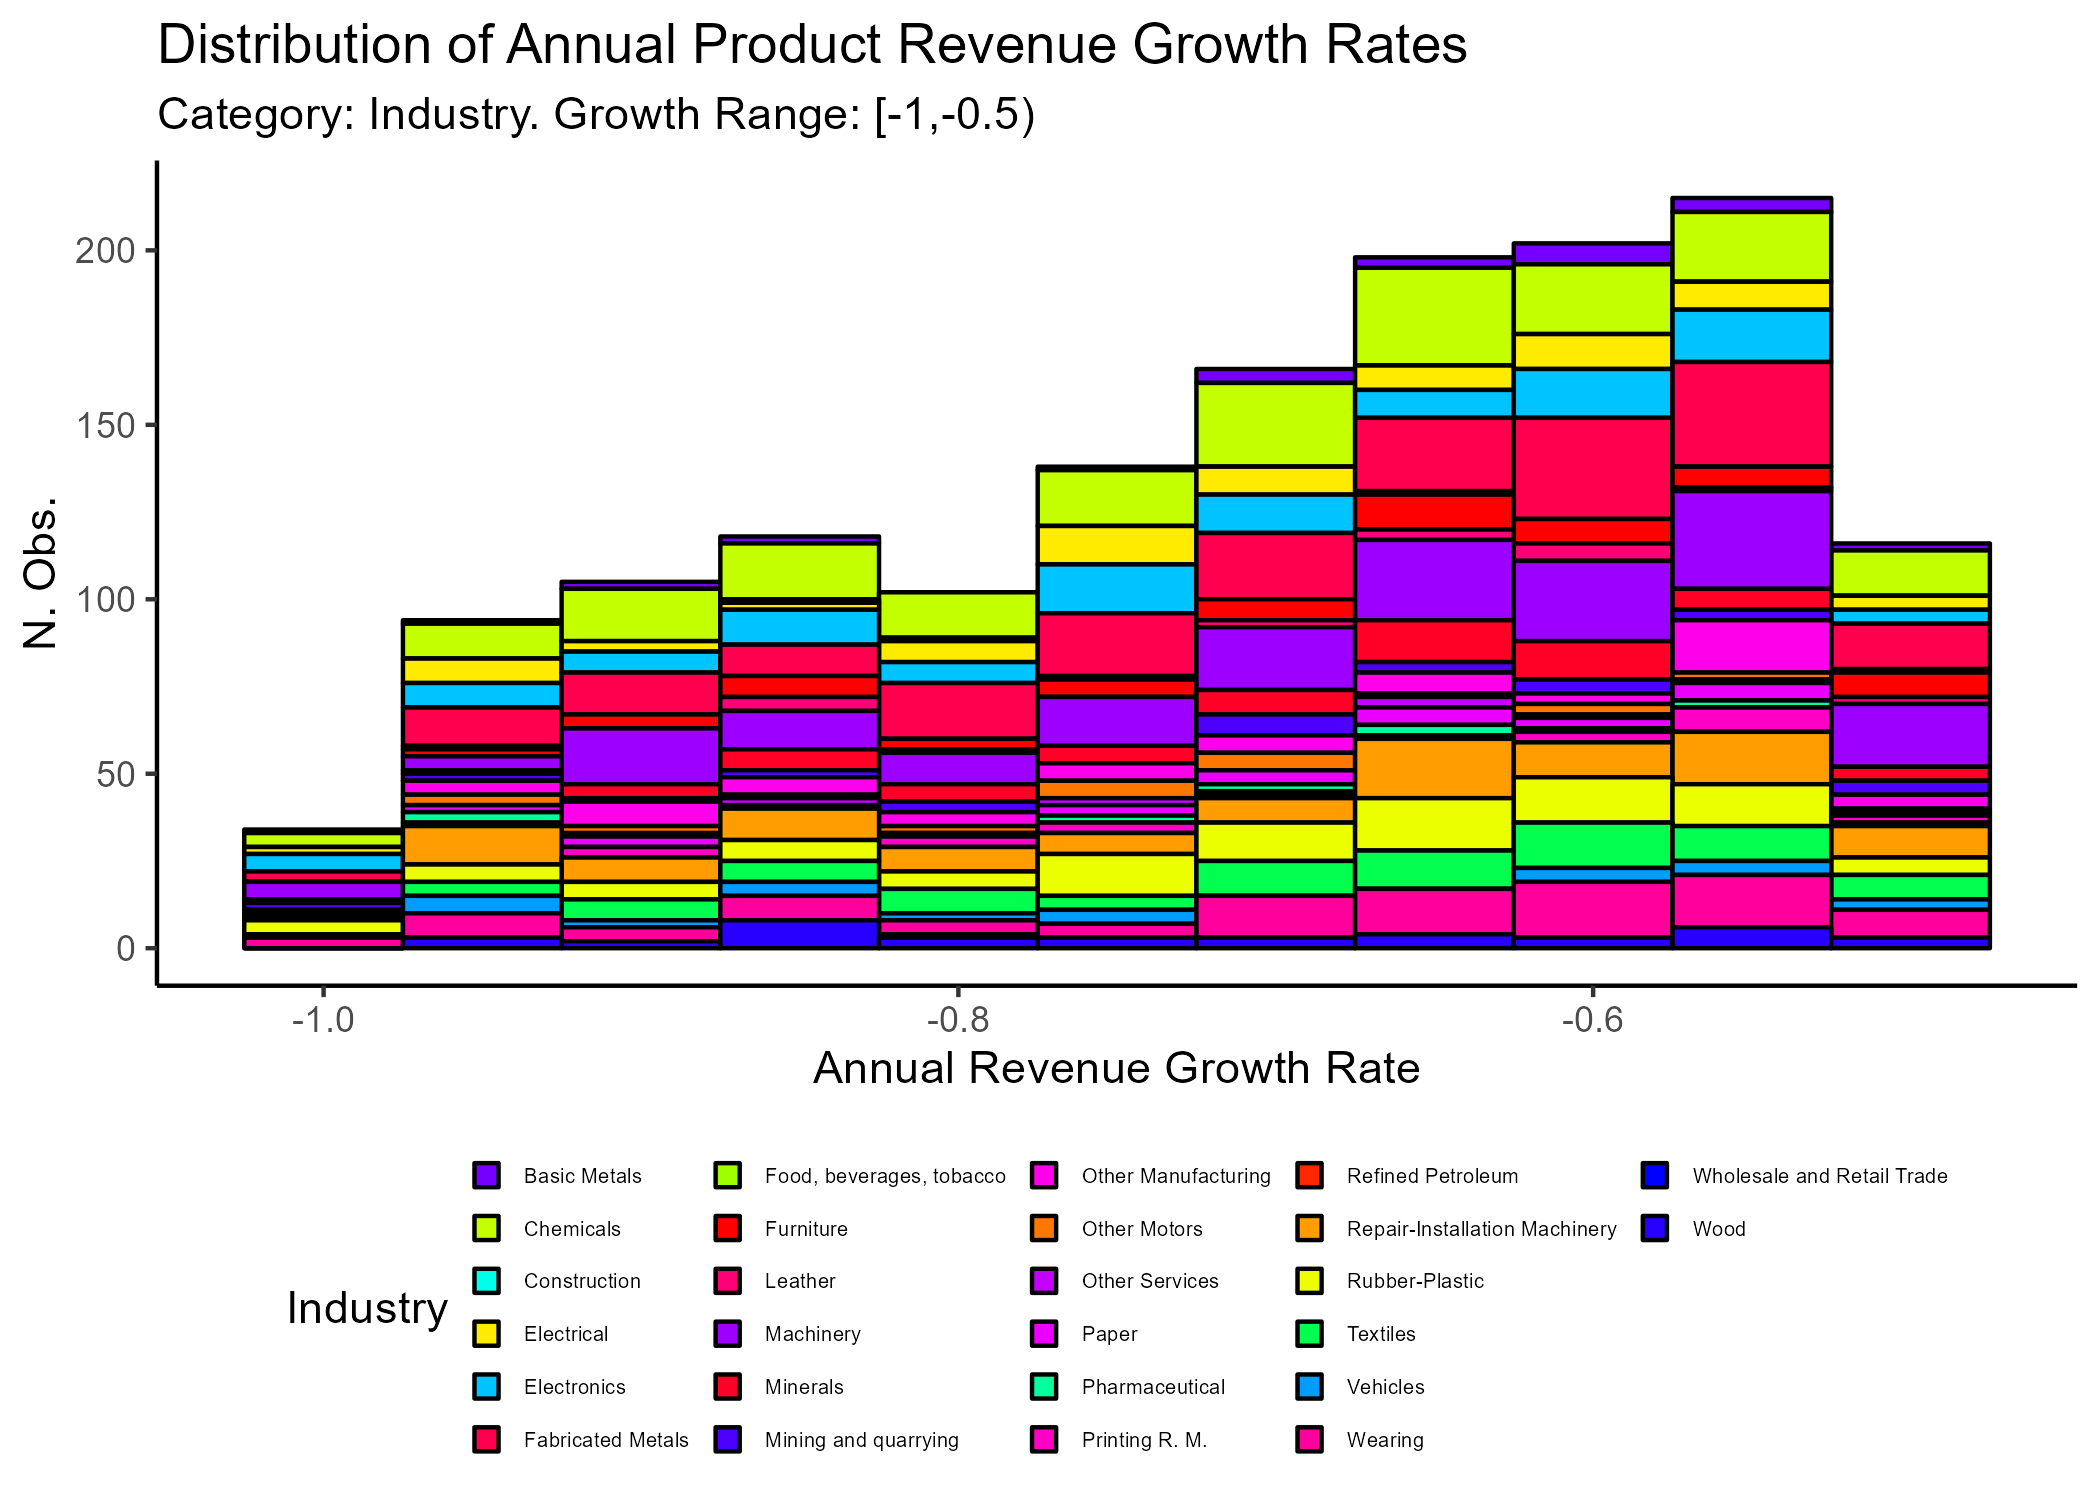 Distribution of Annual Product Revenue Growth Rates
Category: Industry. Growth Range: [-1,-0.5)
N. Obs.
200
150
100
50
0
-1.0
-0.8
-0.6
Annual Revenue Growth Rate
Industry
Basic Metals
Chemicals
Construction
Electrical
Electronics
Fabricated Metals
Food, beverages, tobacco
Furniture
Leather
Machinery
Minerals
Mining and quarrying
Other Manufacturing
Other Motors
Other Services
Paper
Pharmaceutical
Printing R. M.
Refined Petroleum
Repair-Installation Machinery
Rubber-Plastic
Textiles
Vehicles
Wearing
Wholesale and Retail Trade
Wood